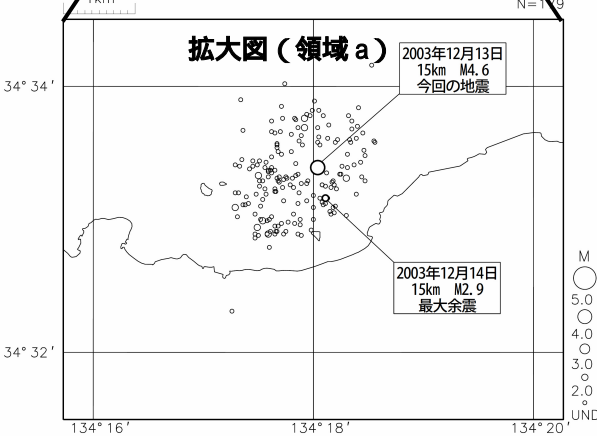 1km
拡大図(領域a)
2003年12月13日
15km M4.6
今回の地震
34°34′
2003年12月14日
15km M2.9
最大余震
34°32′
134°16′
134°18′
134°20′
M
5.0
4.0
3.0
2.0
UND